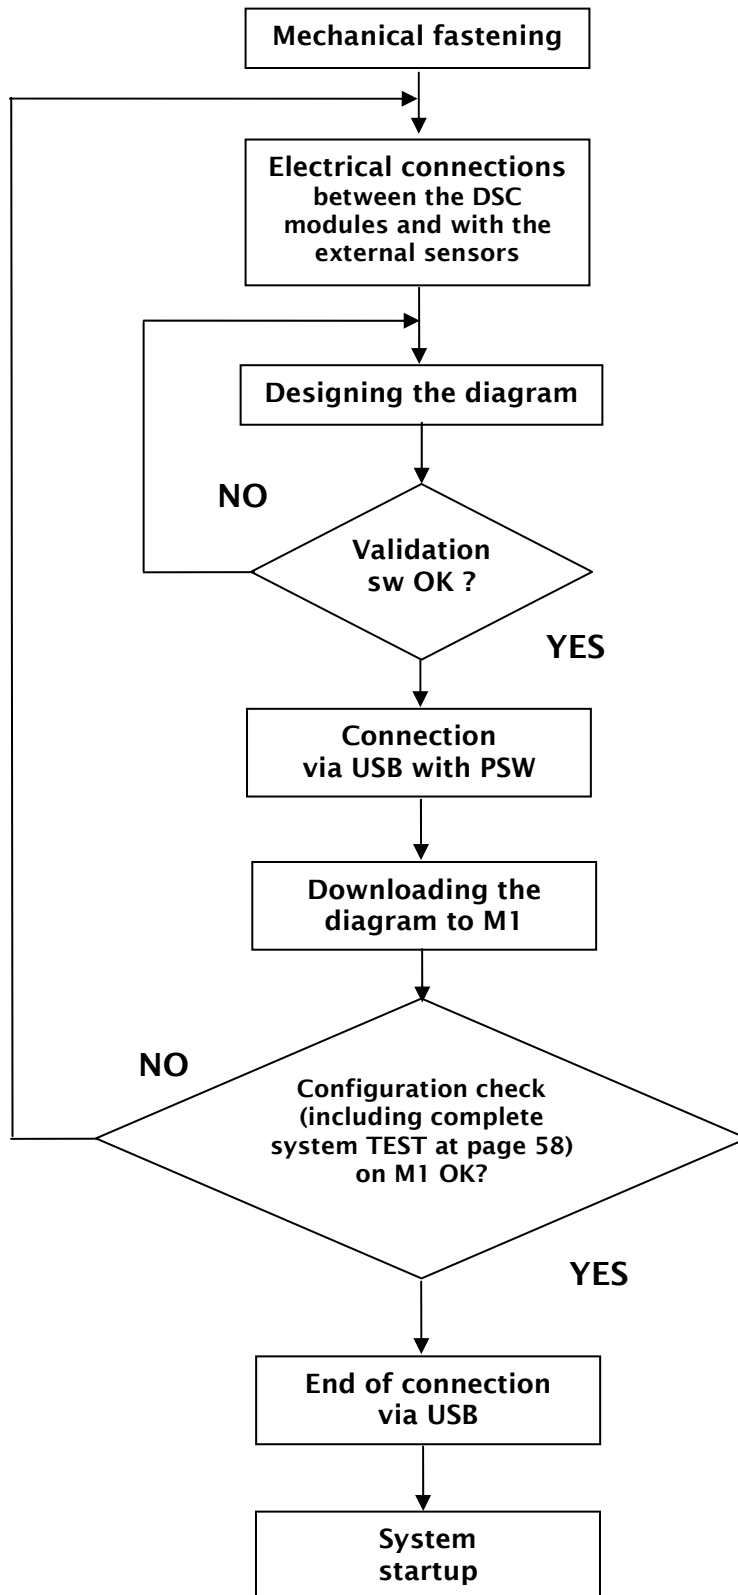 Mechanical fastening
Electrical connections
between the DSC
modules and with the
external sensors
Designing the diagram
NO
Validation
sw OK ?
YES
Connection
via USB with PSW
Downloading the
diagram to M1
NO
Configuration check
(including complete
system TEST at page 58)
on M1 OK?
YES
End of connection
via USB
System
startup